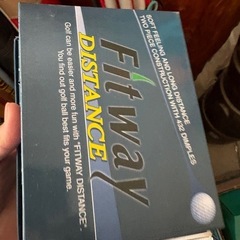 SOFT FEELING AND LONG DISTANCE
TWO PIECE CONSTRUCTION WITH 432 DIMPLES
Fitway
DISTANCE
Golf can be easier and more fun with "FITWAY DISTANCE".
You find out golf ball best fits your game.